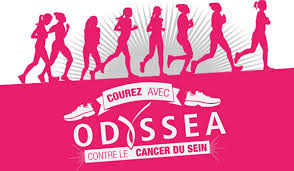 COUREZ AVEC
ODYSSEA
CONTRE LE CANCER DU SEIN